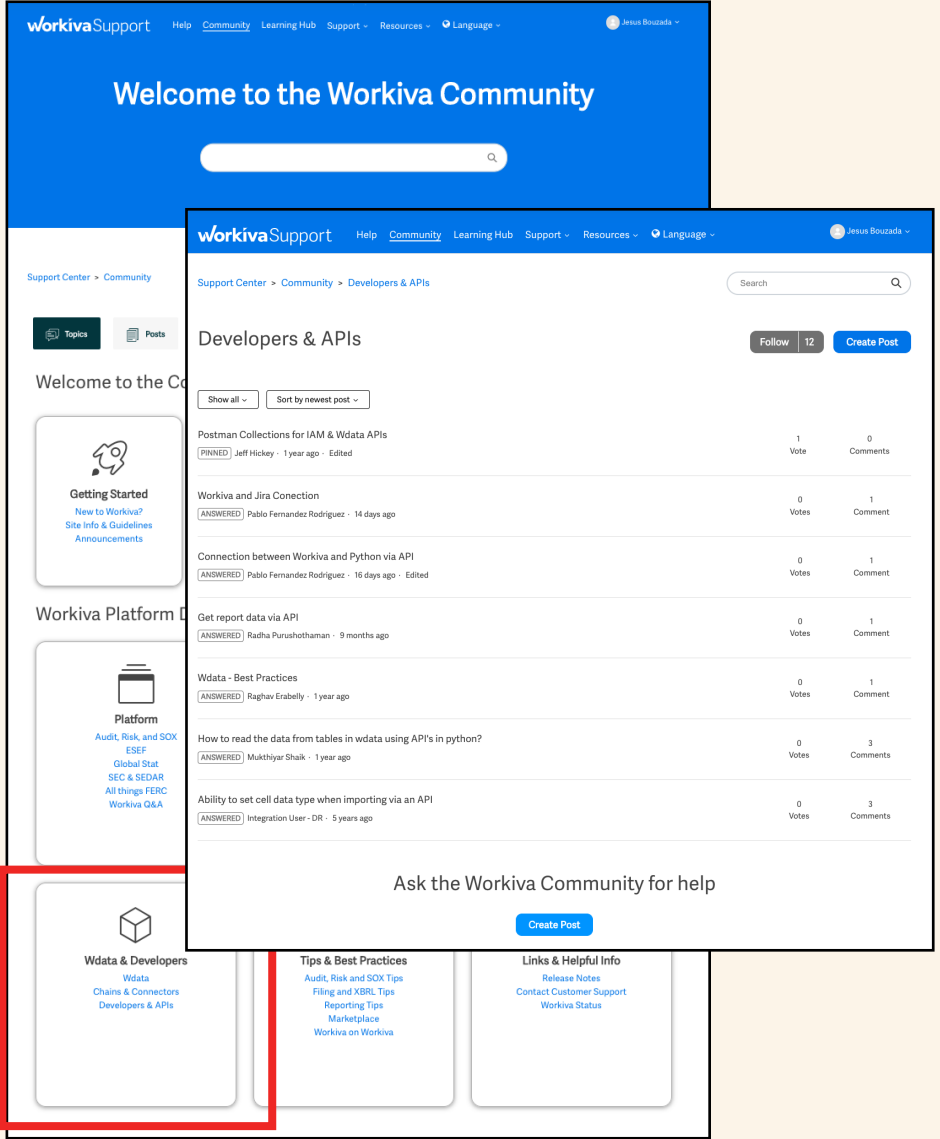 workivaSupport Help Community Learning Hub Support Resources Language Jesus Bouzada
Welcome to the Workiva Community
Support Center > Community
Topics Posts
Welcome to the Co
Getting Started
New to Workiva?
Site Info & Guidelines
Announcements
Workiva Platform
Platform
Audit, Risk, and SOX
ESEF
Global Stat
SEC & SEDAR
All things FERC
Workiva Q&A
Wdata & Developers
Wdata
Chains & Connectors
Developers & APIs
Tips & Best Practices
Audit, Risk and SOX Tips
Filing and XBRL Tips
Reporting Tips
Marketplace
Workiva on Workiva
Links & Helpful Info
Release Notes
Contact Customer Support
Workiva Status
workivaSupport Help Community Learning Hub Support Resources Language Jesus Bouzada
Support Center > Community > Developers & APIs Search
Developers & APIs Follow 12 Create Post
Show all Sort by newest post
Postman Collections for IAM & Wdata APIs 1 0
PINNED Jeff Hickey · 1 year ago · Edited Vote Comments
Workiva and Jira Conection 0 1
ANSWERED Pablo Fernandez Rodriguez · 14 days ago Votes Comment
Connection between Workiva and Python via API 0 1
ANSWERED Pablo Fernandez Rodriguez · 16 days ago · Edited Votes Comment
Get report data via API 0 1
ANSWERED Radha Purushothaman · 9 months ago Votes Comment
Wdata - Best Practices 0 1
ANSWERED Raghav Erabelly · 1 year ago Votes Comment
How to read the data from tables in wdata using API's in python? 0 3
ANSWERED Mukthiyar Shaik · 1 year ago Votes Comments
Ability to set cell data type when importing via an API 0 3
ANSWERED Integration User - DR · 5 years ago Votes Comments
Ask the Workiva Community for help
Create Post